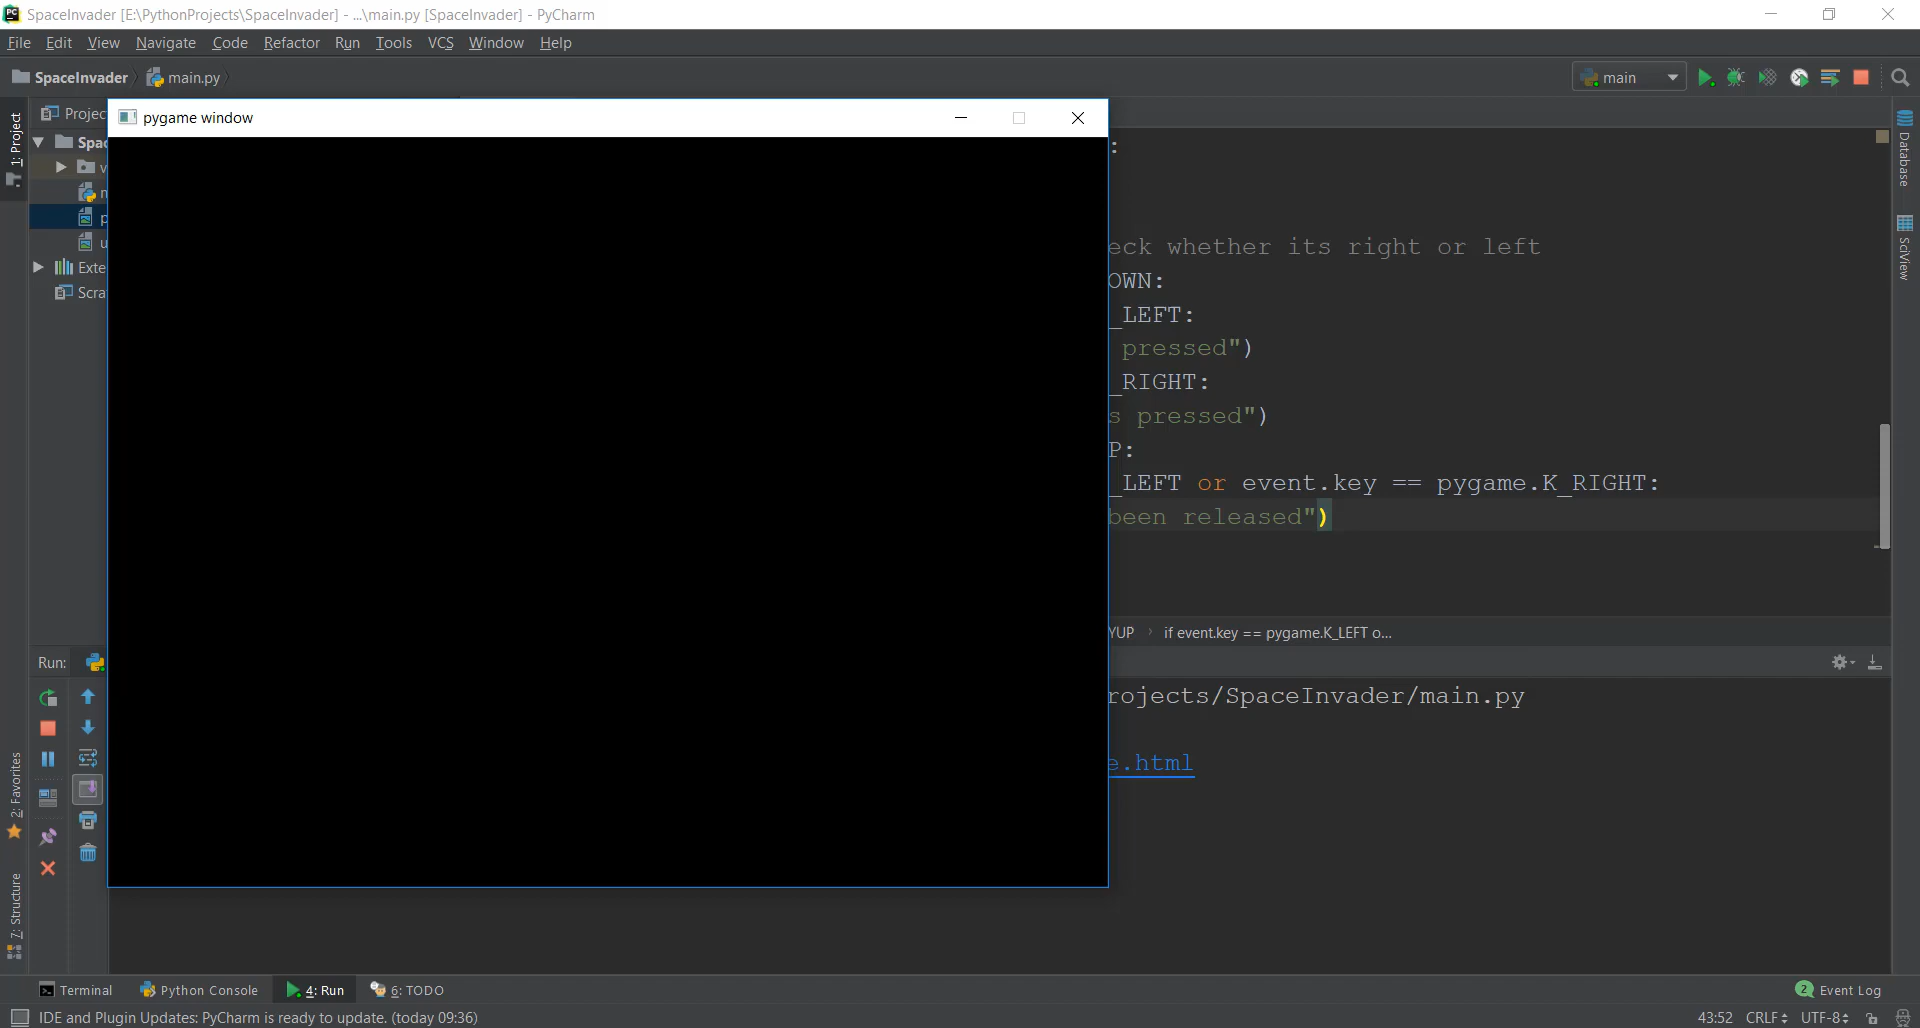 SpaceInvader [E:\PythonProjects\SpaceInvader] - ...\main.py [SpaceInvader] - PyCharm
File Edit View Navigate Code Refactor Run Tools VCS Window Help
SpaceInvader main.py
main
1: Project
Projec
pygame window
Spac
v
:
n
p
u
Exte
Scra
Database
SciView
eck whether its right or left
OWN:
_LEFT:
pressed")
_RIGHT:
s pressed")
P:
_LEFT or event.key == pygame.K_RIGHT:
been released")
YUP if event.key == pygame.K_LEFT o...
Run:
rojects/SpaceInvader/main.py
e.html
2: Favorites
7: Structure
Terminal Python Console 4: Run 6: TODO 2 Event Log
IDE and Plugin Updates: PyCharm is ready to update. (today 09:36) 43:52 CRLF UTF-8